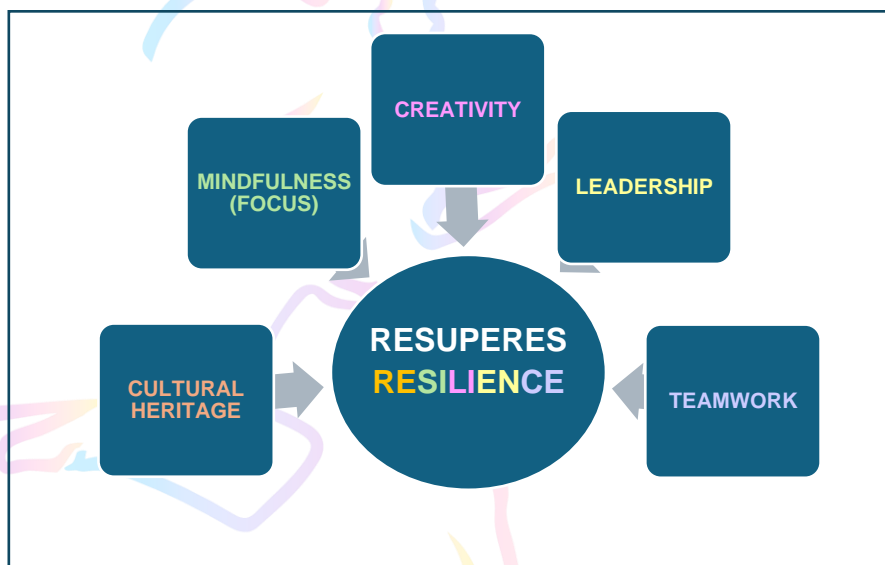 CREATIVITY
MINDFULNESS
(FOCUS)
LEADERSHIP
RESUPERES
RESILIENCE
CULTURAL
HERITAGE
TEAMWORK